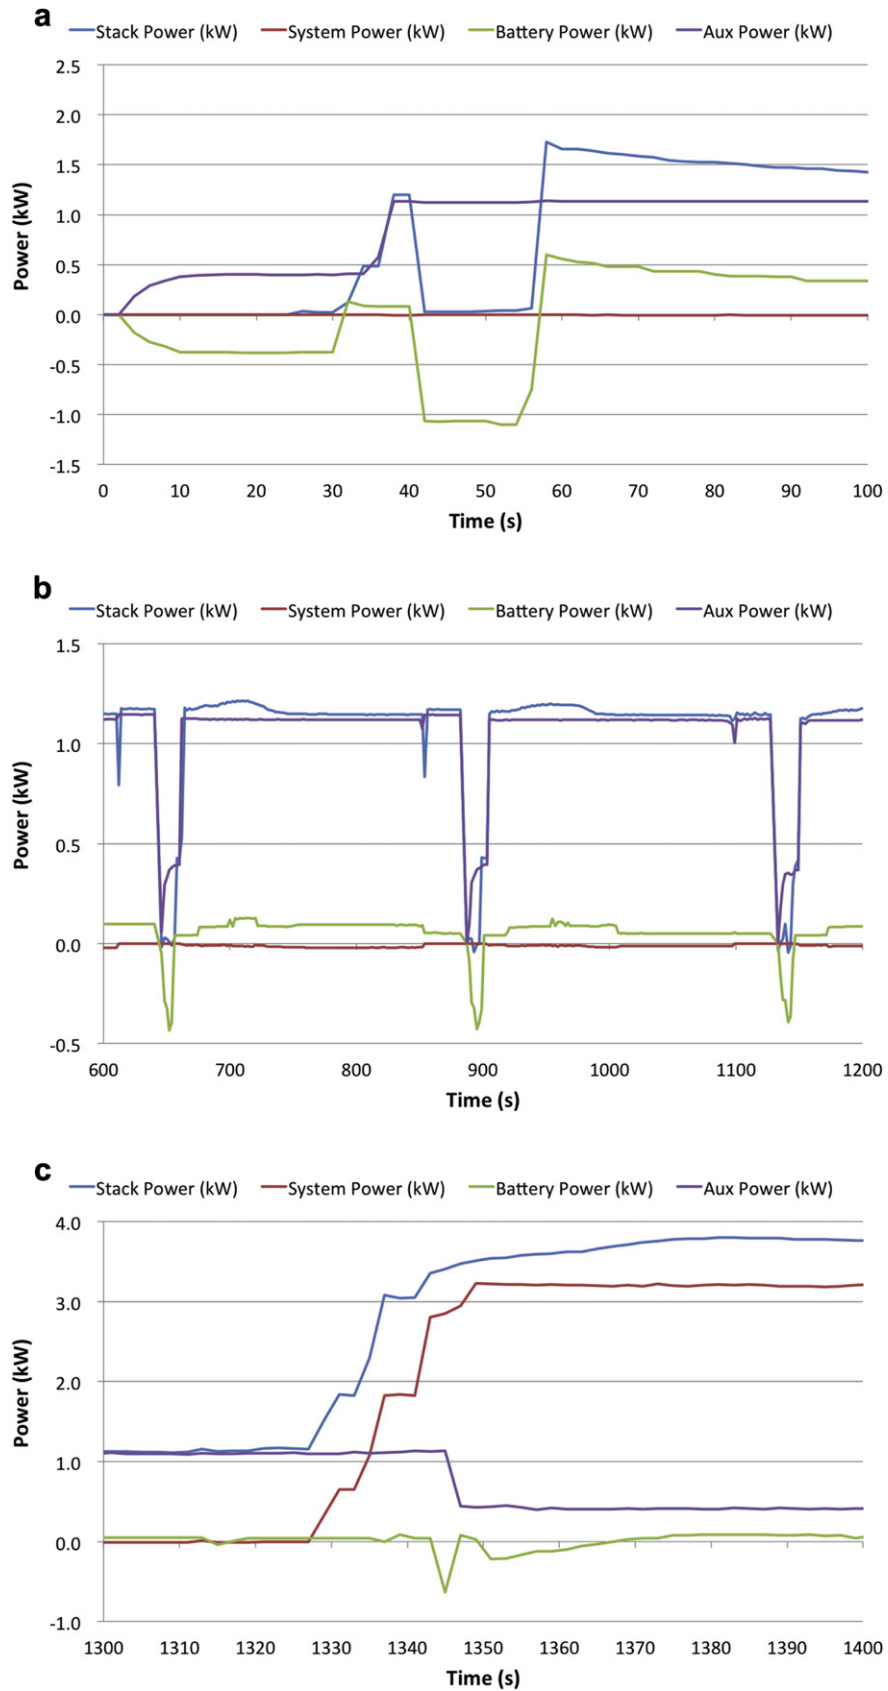 a
Stack Power (kW) System Power (kW) Battery Power (kW) Aux Power (kW)
2.5
2.0
1.5
1.0
0.5
0.0
-0.5
-1.0
-1.5
Power (kW)
0 10 20 30 40 50 60 70 80 90 100
Time (s)
b
Stack Power (kW) System Power (kW) Battery Power (kW) Aux Power (kW)
1.5
1.0
0.5
0.0
-0.5
Power (kW)
600 700 800 900 1000 1100 1200
Time (s)
c
Stack Power (kW) System Power (kW) Battery Power (kW) Aux Power (kW)
4.0
3.0
2.0
1.0
0.0
-1.0
Power (kW)
1300 1310 1320 1330 1340 1350 1360 1370 1380 1390 1400
Time (s)